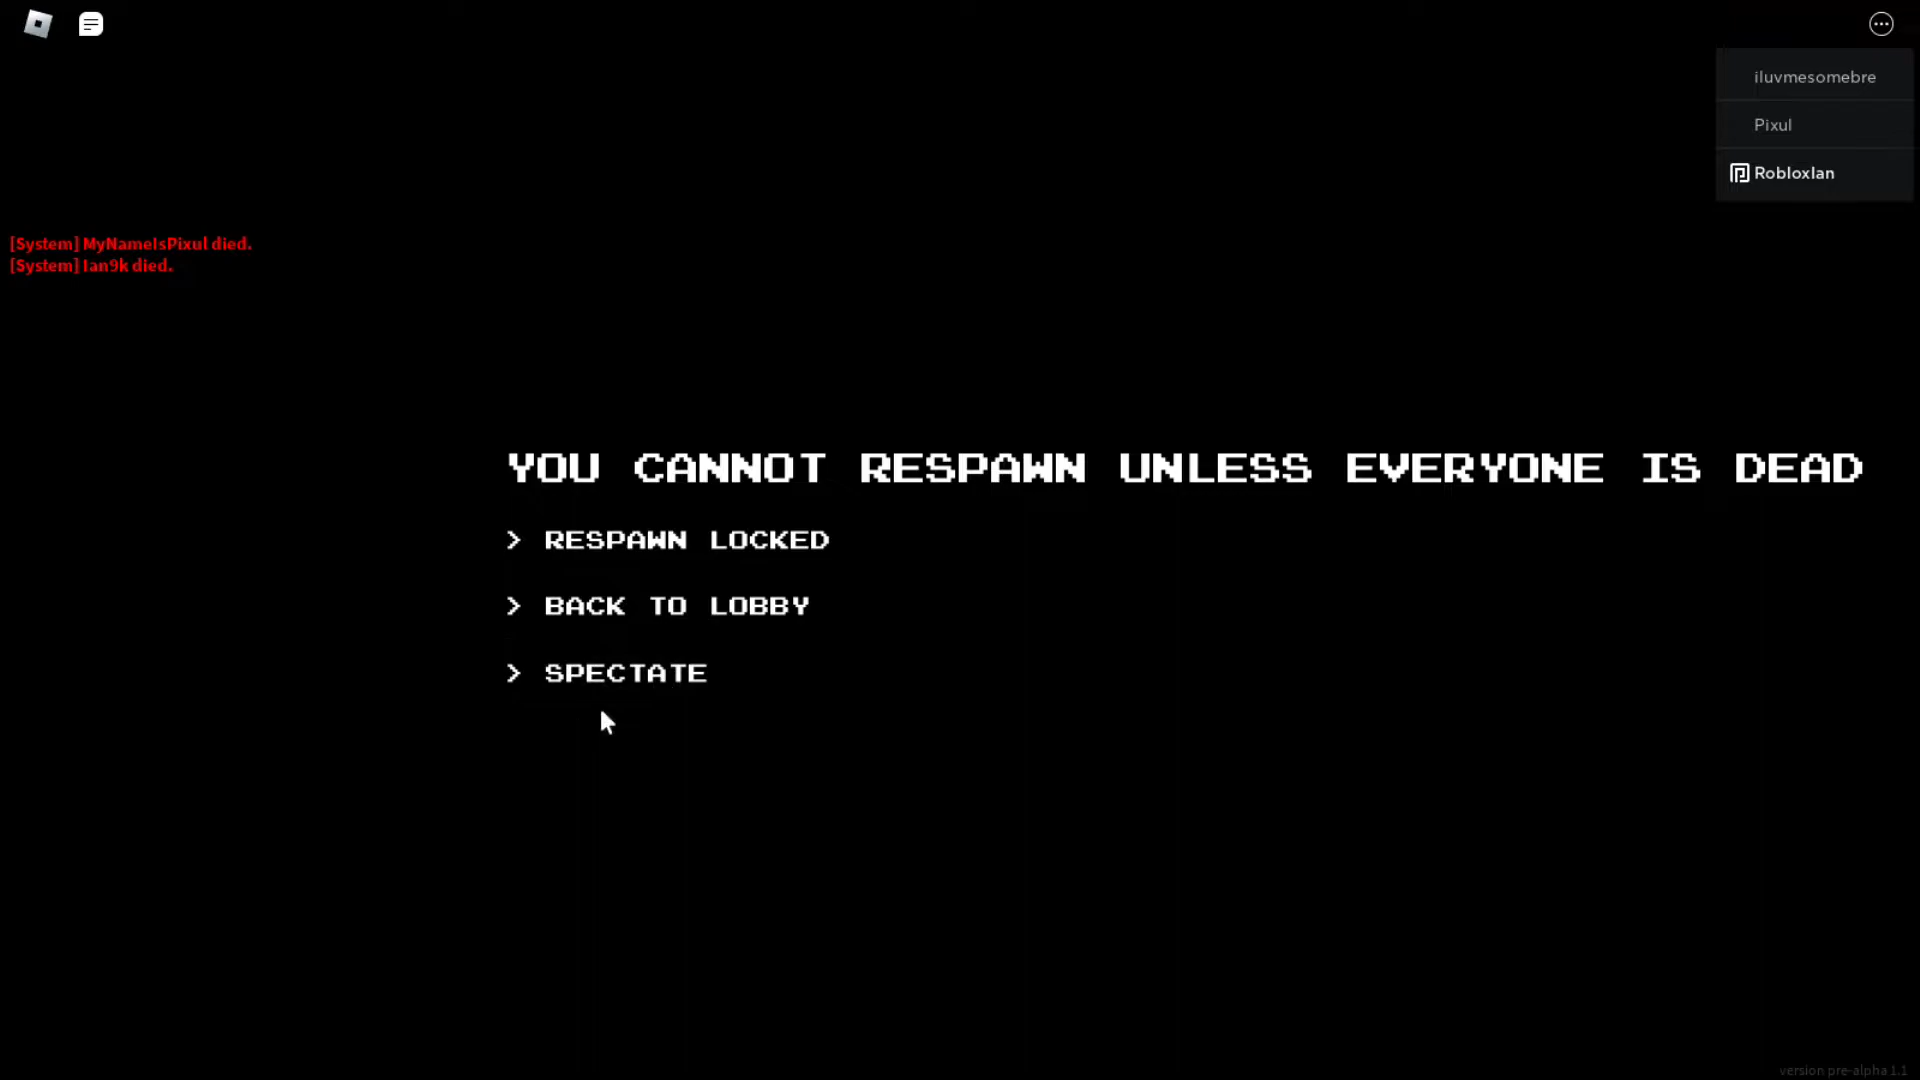 iluvmesomebre
Pixul
RobloxIan
[System] MyNameIsPixul died.
[System] Ian9k died.
YOU CANNOT RESPAWN UNLESS EVERYONE IS DEAD
> RESPAWN LOCKED
> BACK TO LOBBY
> SPECTATE
version pre-alpha 1.1